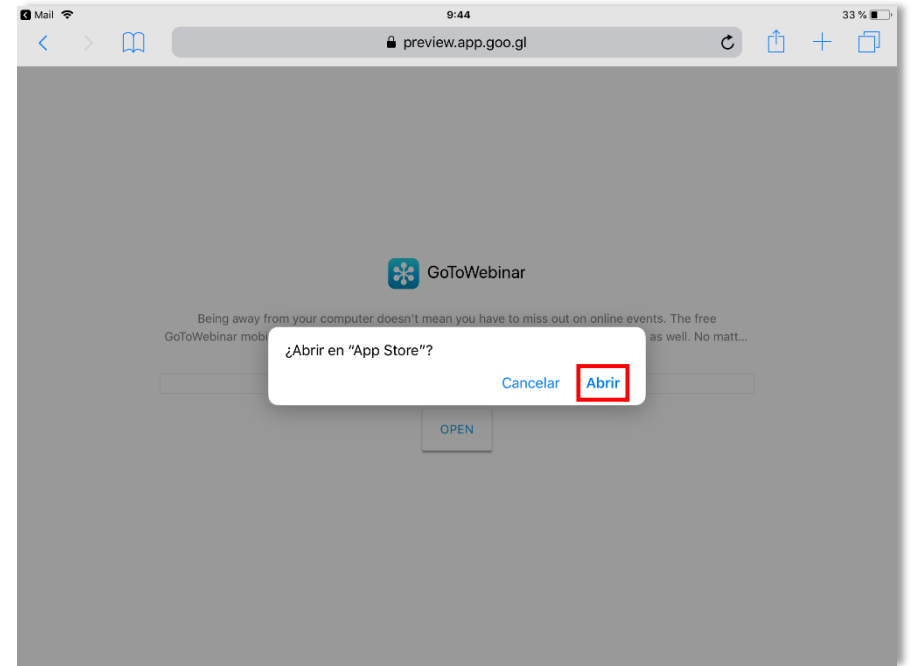 Mail 9:44 33 %
preview.app.goo.gl
GoToWebinar
Being away from your computer doesn't mean you have to miss out on online events. The free
GoToWebinar mobi as well. No matt...
¿Abrir en “App Store”?
Cancelar Abrir
OPEN